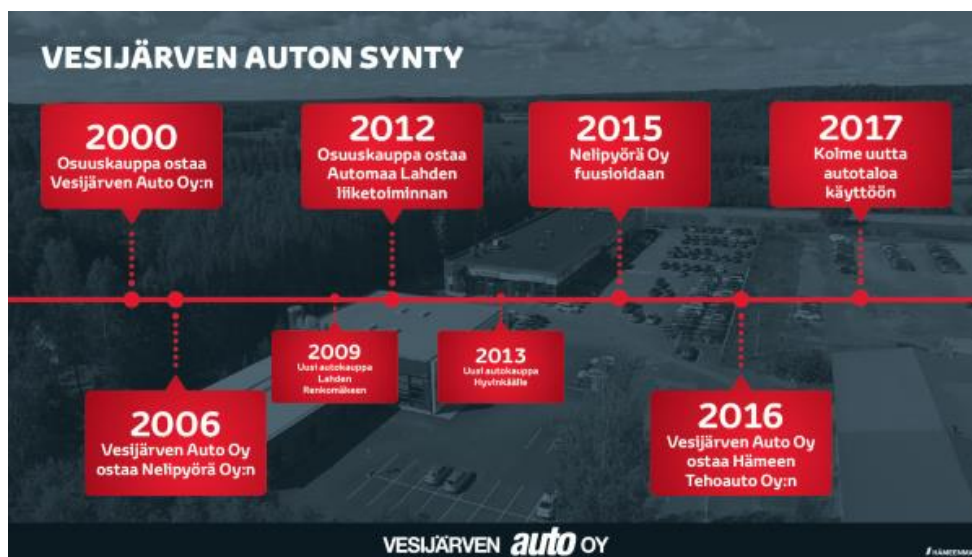 VESIJÄRVEN AUTON SYNTY
2000
Osuuskauppa ostaa
Vesijärven Auto Oy:n
2012
Osuuskauppa ostaa
Automaa Lahden
liiketoiminnan
2015
Nelipyörä Oy
fuusioidaan
2017
Kolme uutta
autotaloa
käyttöön
2009
Uusi autokauppa
Lahden
Renkomäkeen
2013
Uusi autokauppa
Hyvinkäälle
2006
Vesijärven Auto Oy
ostaa Nelipyörä Oy:n
2016
Vesijärven Auto Oy
ostaa Hämeen
Tehoauto Oy:n
VESIJÄRVEN auto OY